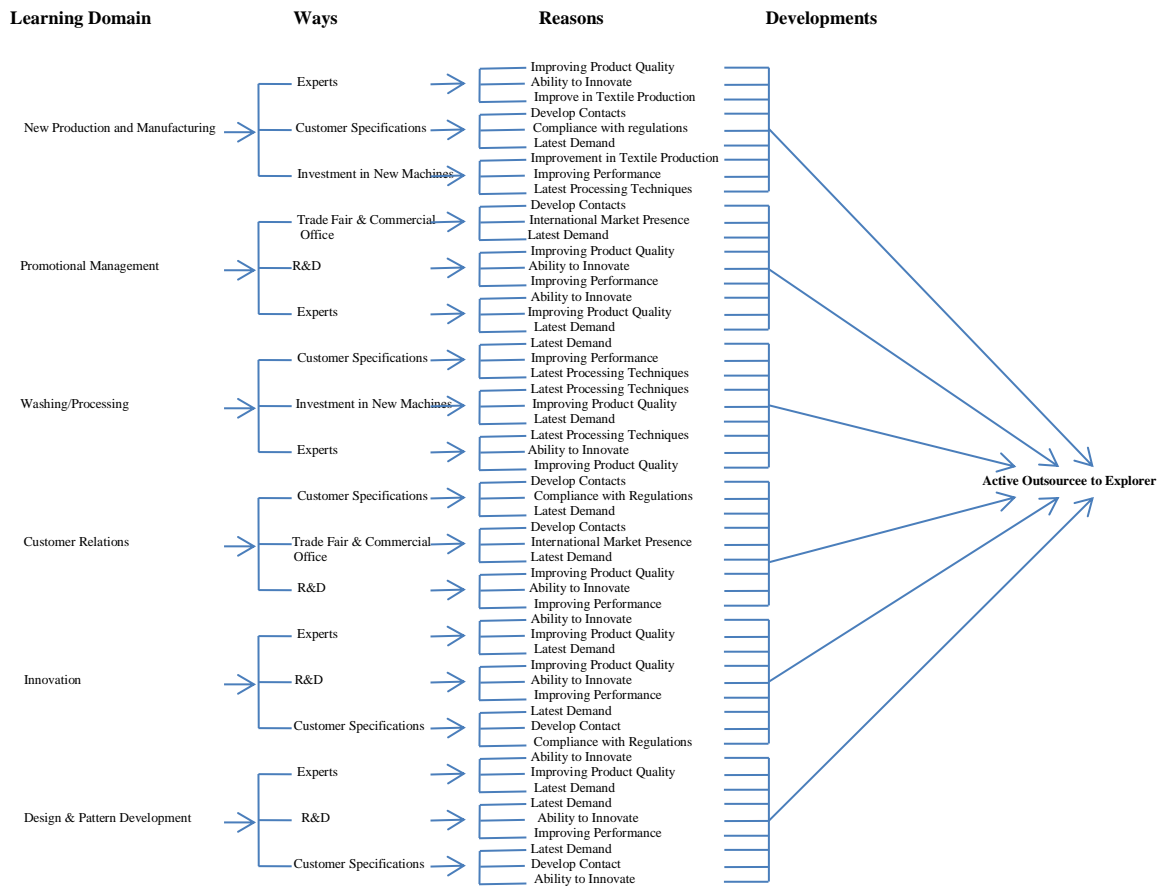 Learning Domain Ways Reasons Developments
Improving Product Quality
Experts Ability to Innovate
Improve in Textile Production
Develop Contacts
New Production and Manufacturing Customer Specifications Compliance with regulations
Latest Demand
Improvement in Textile Production
Investment in New Machines Improving Performance
Latest Processing Techniques
Develop Contacts
Trade Fair & Commercial International Market Presence
Office Latest Demand
Improving Product Quality
Promotional Management R&D Ability to Innovate
Improving Performance
Ability to Innovate
Experts Improving Product Quality
Latest Demand
Latest Demand
Customer Specifications Improving Performance
Latest Processing Techniques
Latest Processing Techniques
Washing/Processing Investment in New Machines Improving Product Quality
Latest Demand
Latest Processing Techniques
Experts Ability to Innovate
Improving Product Quality
Active Outsourcee to Explorer
Develop Contacts
Customer Specifications Compliance with Regulations
Latest Demand
Develop Contacts
Customer Relations Trade Fair & Commercial International Market Presence
Office Latest Demand
Improving Product Quality
R&D Ability to Innovate
Improving Performance
Ability to Innovate
Experts Improving Product Quality
Latest Demand
Improving Product Quality
Innovation R&D Ability to Innovate
Improving Performance
Latest Demand
Customer Specifications Develop Contact
Compliance with Regulations
Ability to Innovate
Experts Improving Product Quality
Latest Demand
Latest Demand
Design & Pattern Development R&D Ability to Innovate
Improving Performance
Latest Demand
Customer Specifications Develop Contact
Ability to Innovate